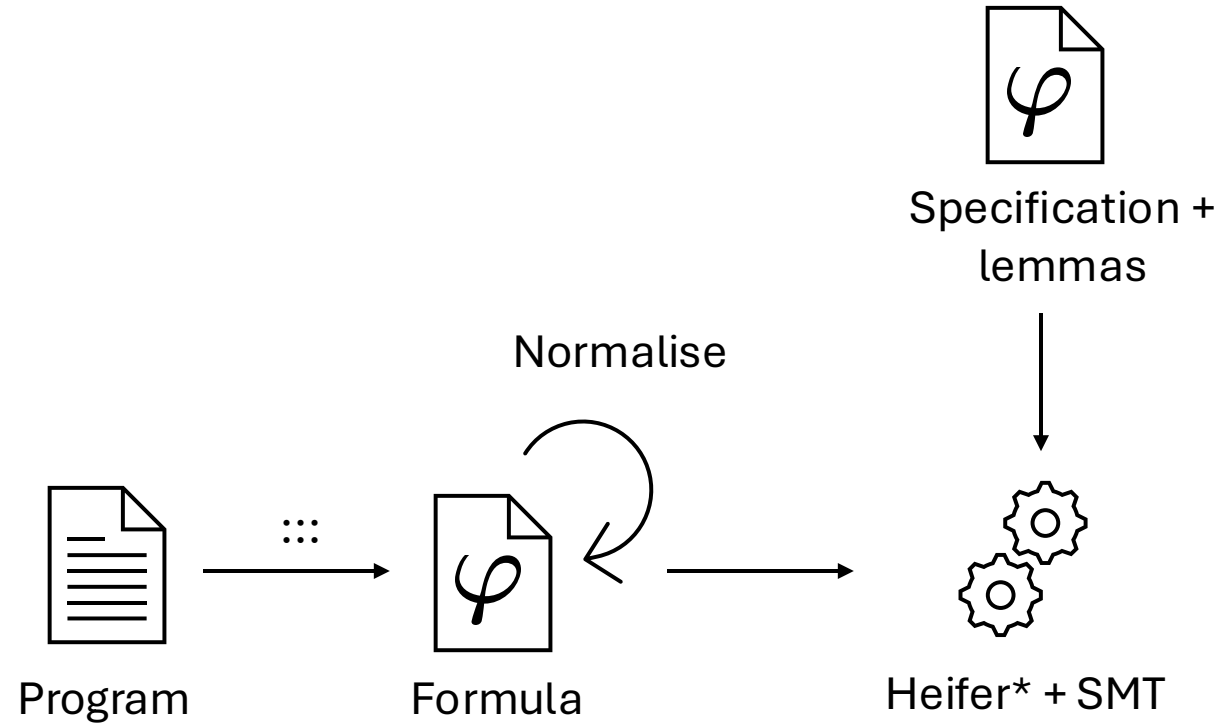 φ
Specification +
lemmas
Normalise
:::
φ
Program
Formula
Heifer* + SMT